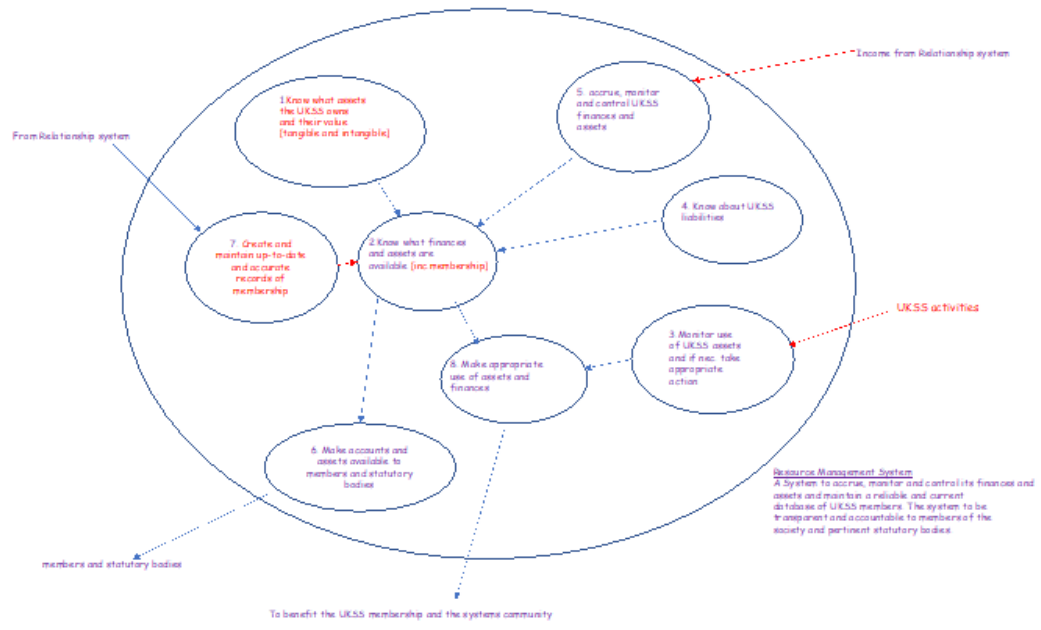 Income from Relationship system
1.Know what assets
the UKSS owns
and their value
(tangible and intangible)
5. accrue, monitor
and control UKSS
finances and
assets
From Relationship system
4. Know about UKSS
liabilities
7. Create and
maintain up-to-date
and accurate
records of
membership
2.Know what finances
and assets are
available (inc membership)
UKSS activities
3.Monitor use
of UKSS assets
and if nec. take
appropriate
action
8. Make appropriate
use of assets and
finances
6. Make accounts and
assets available to
members and statutory
bodies
Resource Management System
A System to accrue, monitor and control its finances and
assets and maintain a reliable and current
database of UKSS members. The system to be
transparent and accountable to members of the
society and pertinent statutory bodies
members and statutory bodies
To benefit the UKSS membership and the systems community